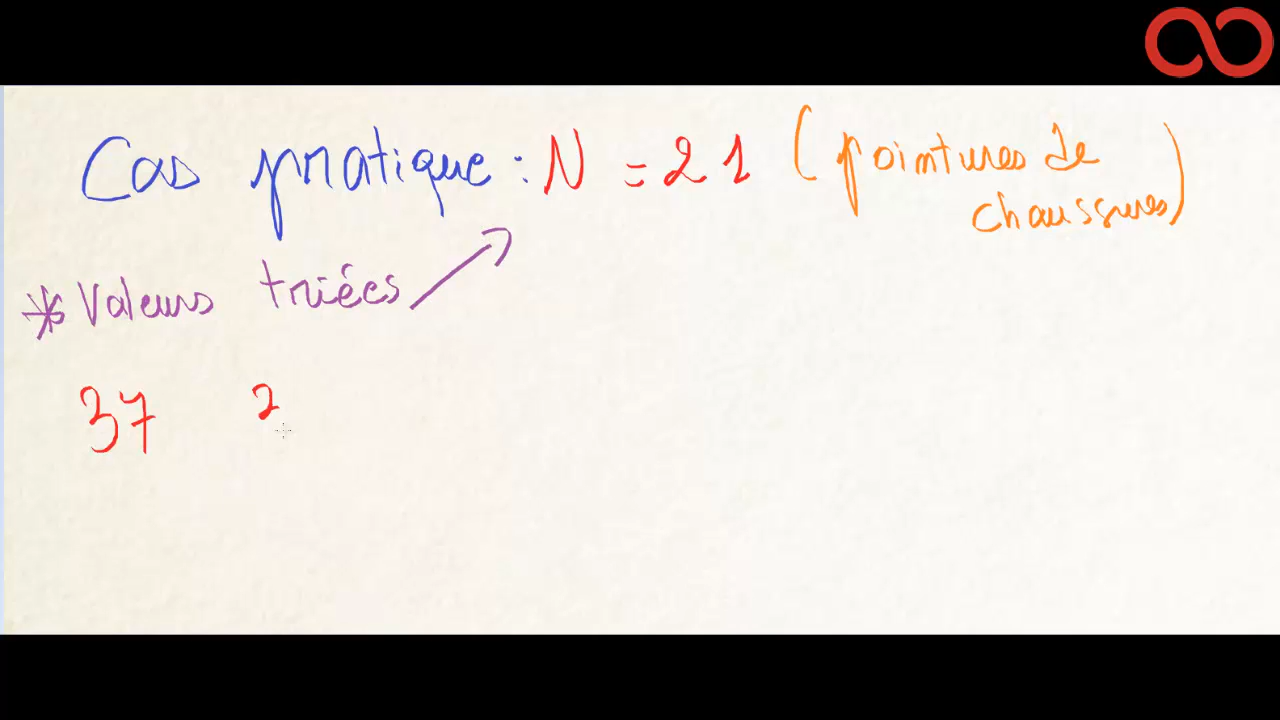 Cas pratique : N = 21 (pointures de
chaussures)
* Valeurs triées
37